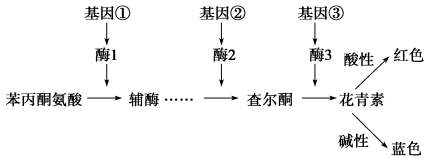 基因① 基因② 基因③
酶1 酶2 酶3 酸性 红色
苯丙酮氨酸 辅酶 …… 查尔酮 花青素
碱性 蓝色